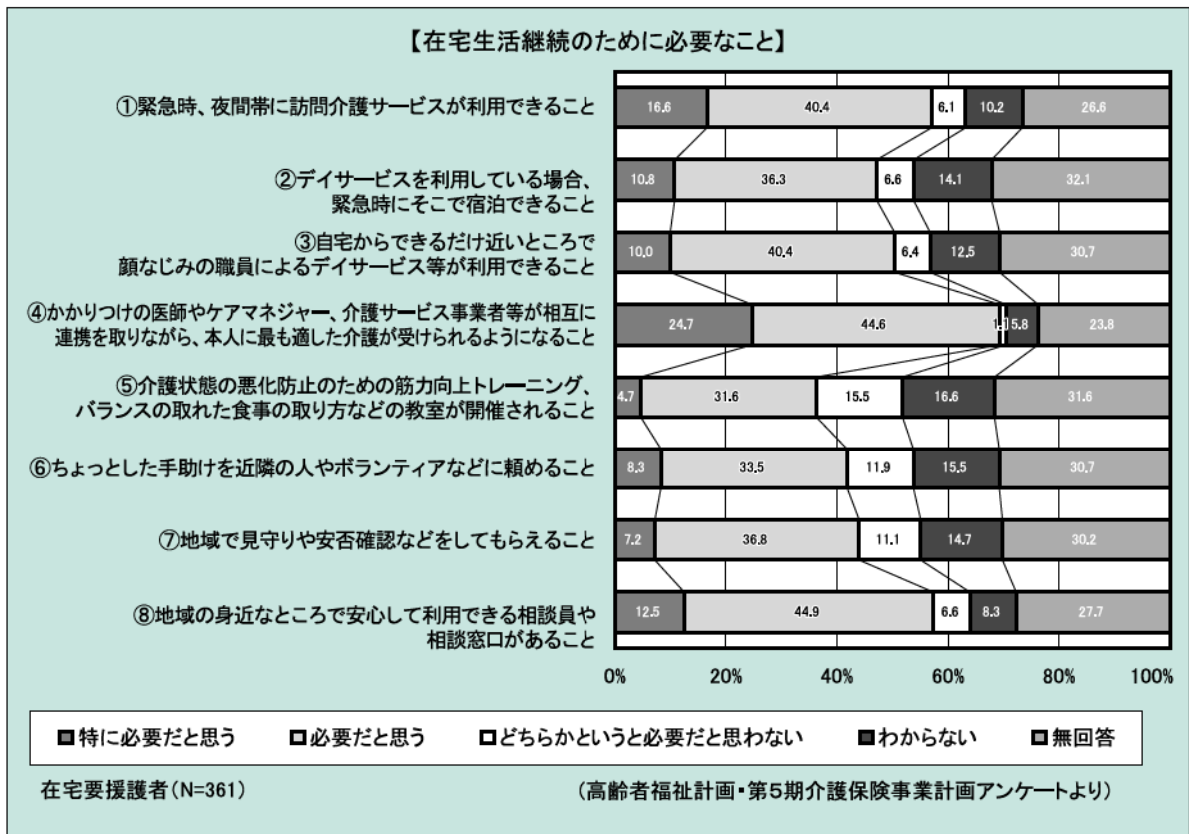 【在宅生活継続のために必要なこと】
①緊急時、夜間帯に訪問介護サービスが利用できること
16.6 40.4 6.1 10.2 26.6
②デイサービスを利用している場合、
緊急時にそこで宿泊できること
10.8 36.3 6.6 14.1 32.1
③自宅からできるだけ近いところで
顔なじみの職員によるデイサービス等が利用できること
10.0 40.4 6.4 12.5 30.7
④かかりつけの医師やケアマネジャー、介護サービス事業者等が相互に
連携を取りながら、本人に最も適した介護が受けられるようになること
24.7 44.6 1.1 5.8 23.8
⑤介護状態の悪化防止のための筋力向上トレーニング、
バランスの取れた食事の取り方などの教室が開催されること
4.7 31.6 15.5 16.6 31.6
⑥ちょっとした手助けを近隣の人やボランティアなどに頼めること
8.3 33.5 11.9 15.5 30.7
⑦地域で見守りや安否確認などをしてもらえること
7.2 36.8 11.1 14.7 30.2
⑧地域の身近なところで安心して利用できる相談員や
相談窓口があること
12.5 44.9 6.6 8.3 27.7
0% 20% 40% 60% 80% 100%
特に必要だと思う 必要だと思う どちらかというと必要だと思わない わからない 無回答
在宅要援護者(N=361) (高齢者福祉計画・第5期介護保険事業計画アンケートより)